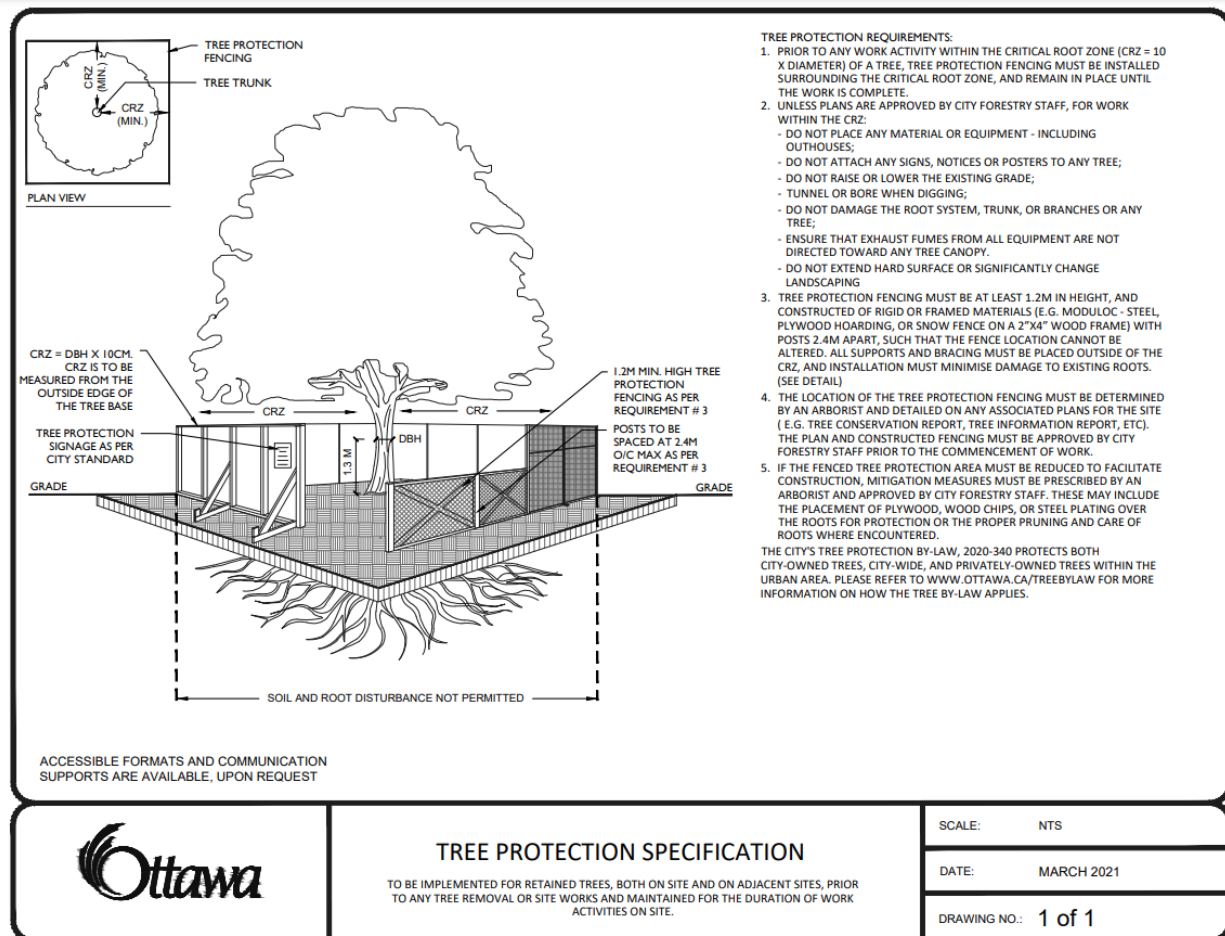 TREE PROTECTION
FENCING
TREE TRUNK
CRZ
(MIN.)
CRZ
(MIN.)
PLAN VIEW
CRZ = DBH X 10CM.
CRZ IS TO BE
MEASURED FROM THE
OUTSIDE EDGE OF
THE TREE BASE
TREE PROTECTION
SIGNAGE AS PER
CITY STANDARD
GRADE
CRZ
CRZ
DBH
1.3 M
1.2M MIN. HIGH TREE
PROTECTION
FENCING AS PER
REQUIREMENT # 3
POSTS TO BE
SPACED AT 2.4M
O/C MAX AS PER
REQUIREMENT # 3
GRADE
SOIL AND ROOT DISTURBANCE NOT PERMITTED
ACCESSIBLE FORMATS AND COMMUNICATION
SUPPORTS ARE AVAILABLE, UPON REQUEST
TREE PROTECTION REQUIREMENTS:
1. PRIOR TO ANY WORK ACTIVITY WITHIN THE CRITICAL ROOT ZONE (CRZ = 10
X DIAMETER) OF A TREE, TREE PROTECTION FENCING MUST BE INSTALLED
SURROUNDING THE CRITICAL ROOT ZONE, AND REMAIN IN PLACE UNTIL
THE WORK IS COMPLETE.
2. UNLESS PLANS ARE APPROVED BY CITY FORESTRY STAFF, FOR WORK
WITHIN THE CRZ:
- DO NOT PLACE ANY MATERIAL OR EQUIPMENT - INCLUDING
OUTHOUSES;
- DO NOT ATTACH ANY SIGNS, NOTICES OR POSTERS TO ANY TREE;
- DO NOT RAISE OR LOWER THE EXISTING GRADE;
- TUNNEL OR BORE WHEN DIGGING;
- DO NOT DAMAGE THE ROOT SYSTEM, TRUNK, OR BRANCHES OR ANY
TREE;
- ENSURE THAT EXHAUST FUMES FROM ALL EQUIPMENT ARE NOT
DIRECTED TOWARD ANY TREE CANOPY.
- DO NOT EXTEND HARD SURFACE OR SIGNIFICANTLY CHANGE
LANDSCAPING
3. TREE PROTECTION FENCING MUST BE AT LEAST 1.2M IN HEIGHT, AND
CONSTRUCTED OF RIGID OR FRAMED MATERIALS (E.G. MODULOC - STEEL,
PLYWOOD HOARDING, OR SNOW FENCE ON A 2"X4" WOOD FRAME) WITH
POSTS 2.4M APART, SUCH THAT THE FENCE LOCATION CANNOT BE
ALTERED. ALL SUPPORTS AND BRACING MUST BE PLACED OUTSIDE OF THE
CRZ, AND INSTALLATION MUST MINIMISE DAMAGE TO EXISTING ROOTS.
(SEE DETAIL)
4. THE LOCATION OF THE TREE PROTECTION FENCING MUST BE DETERMINED
BY AN ARBORIST AND DETAILED ON ANY ASSOCIATED PLANS FOR THE SITE
( E.G. TREE CONSERVATION REPORT, TREE INFORMATION REPORT, ETC).
THE PLAN AND CONSTRUCTED FENCING MUST BE APPROVED BY CITY
FORESTRY STAFF PRIOR TO THE COMMENCEMENT OF WORK.
5. IF THE FENCED TREE PROTECTION AREA MUST BE REDUCED TO FACILITATE
CONSTRUCTION, MITIGATION MEASURES MUST BE PRESCRIBED BY AN
ARBORIST AND APPROVED BY CITY FORESTRY STAFF. THESE MAY INCLUDE
THE PLACEMENT OF PLYWOOD, WOOD CHIPS, OR STEEL PLATING OVER
THE ROOTS FOR PROTECTION OR THE PROPER PRUNING AND CARE OF
ROOTS WHERE ENCOUNTERED.
THE CITY'S TREE PROTECTION BY-LAW, 2020-340 PROTECTS BOTH
CITY-OWNED TREES, CITY-WIDE, AND PRIVATELY-OWNED TREES WITHIN THE
URBAN AREA. PLEASE REFER TO WWW.OTTAWA.CA/TREEBYLAW FOR MORE
INFORMATION ON HOW THE TREE BY-LAW APPLIES.
Ottawa
TREE PROTECTION SPECIFICATION
TO BE IMPLEMENTED FOR RETAINED TREES, BOTH ON SITE AND ON ADJACENT SITES, PRIOR
TO ANY TREE REMOVAL OR SITE WORKS AND MAINTAINED FOR THE DURATION OF WORK
ACTIVITIES ON SITE.
SCALE: NTS
DATE: MARCH 2021
DRAWING NO.: 1 of 1